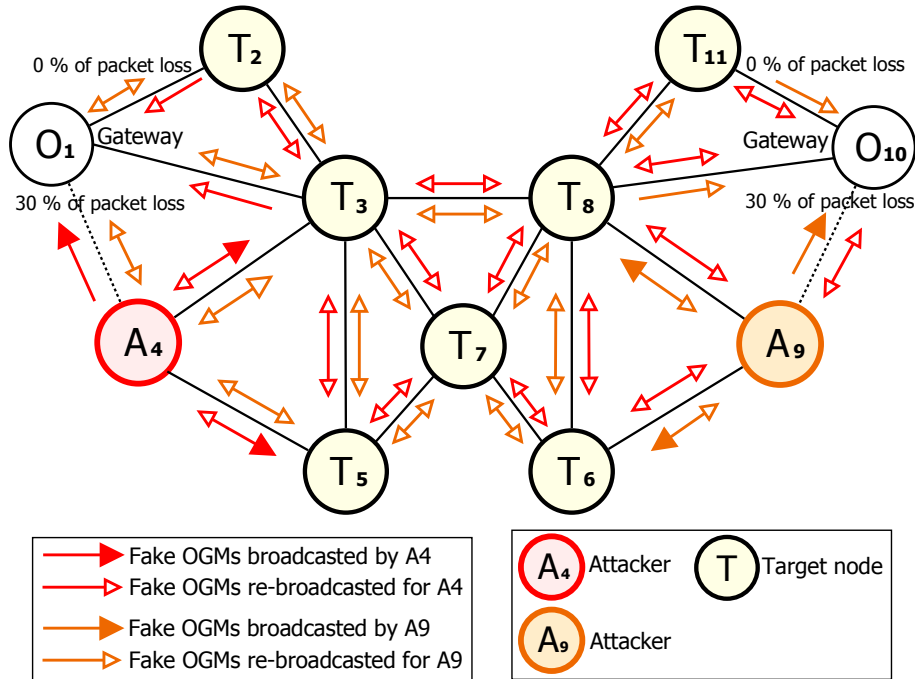 T2
T11
0 % of packet loss
0 % of packet loss
O1
Gateway
Gateway
O10
T3
T8
30 % of packet loss
30 % of packet loss
A4
T7
A9
T5
T6
Fake OGMs broadcasted by A4
Fake OGMs re-broadcasted for A4
Fake OGMs broadcasted by A9
Fake OGMs re-broadcasted for A9
A4 Attacker
T Target node
A9 Attacker